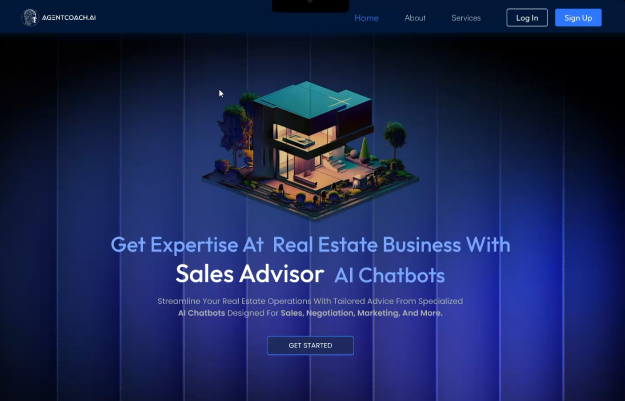 AGENTCOACH.AI
Home About Services Log In Sign Up
Get Expertise At Real Estate Business With
Sales Advisor AI Chatbots
Streamline Your Real Estate Operations With Tailored Advice From Specialized
AI Chatbots Designed For Sales, Negotiation, Marketing, And More.
GET STARTED